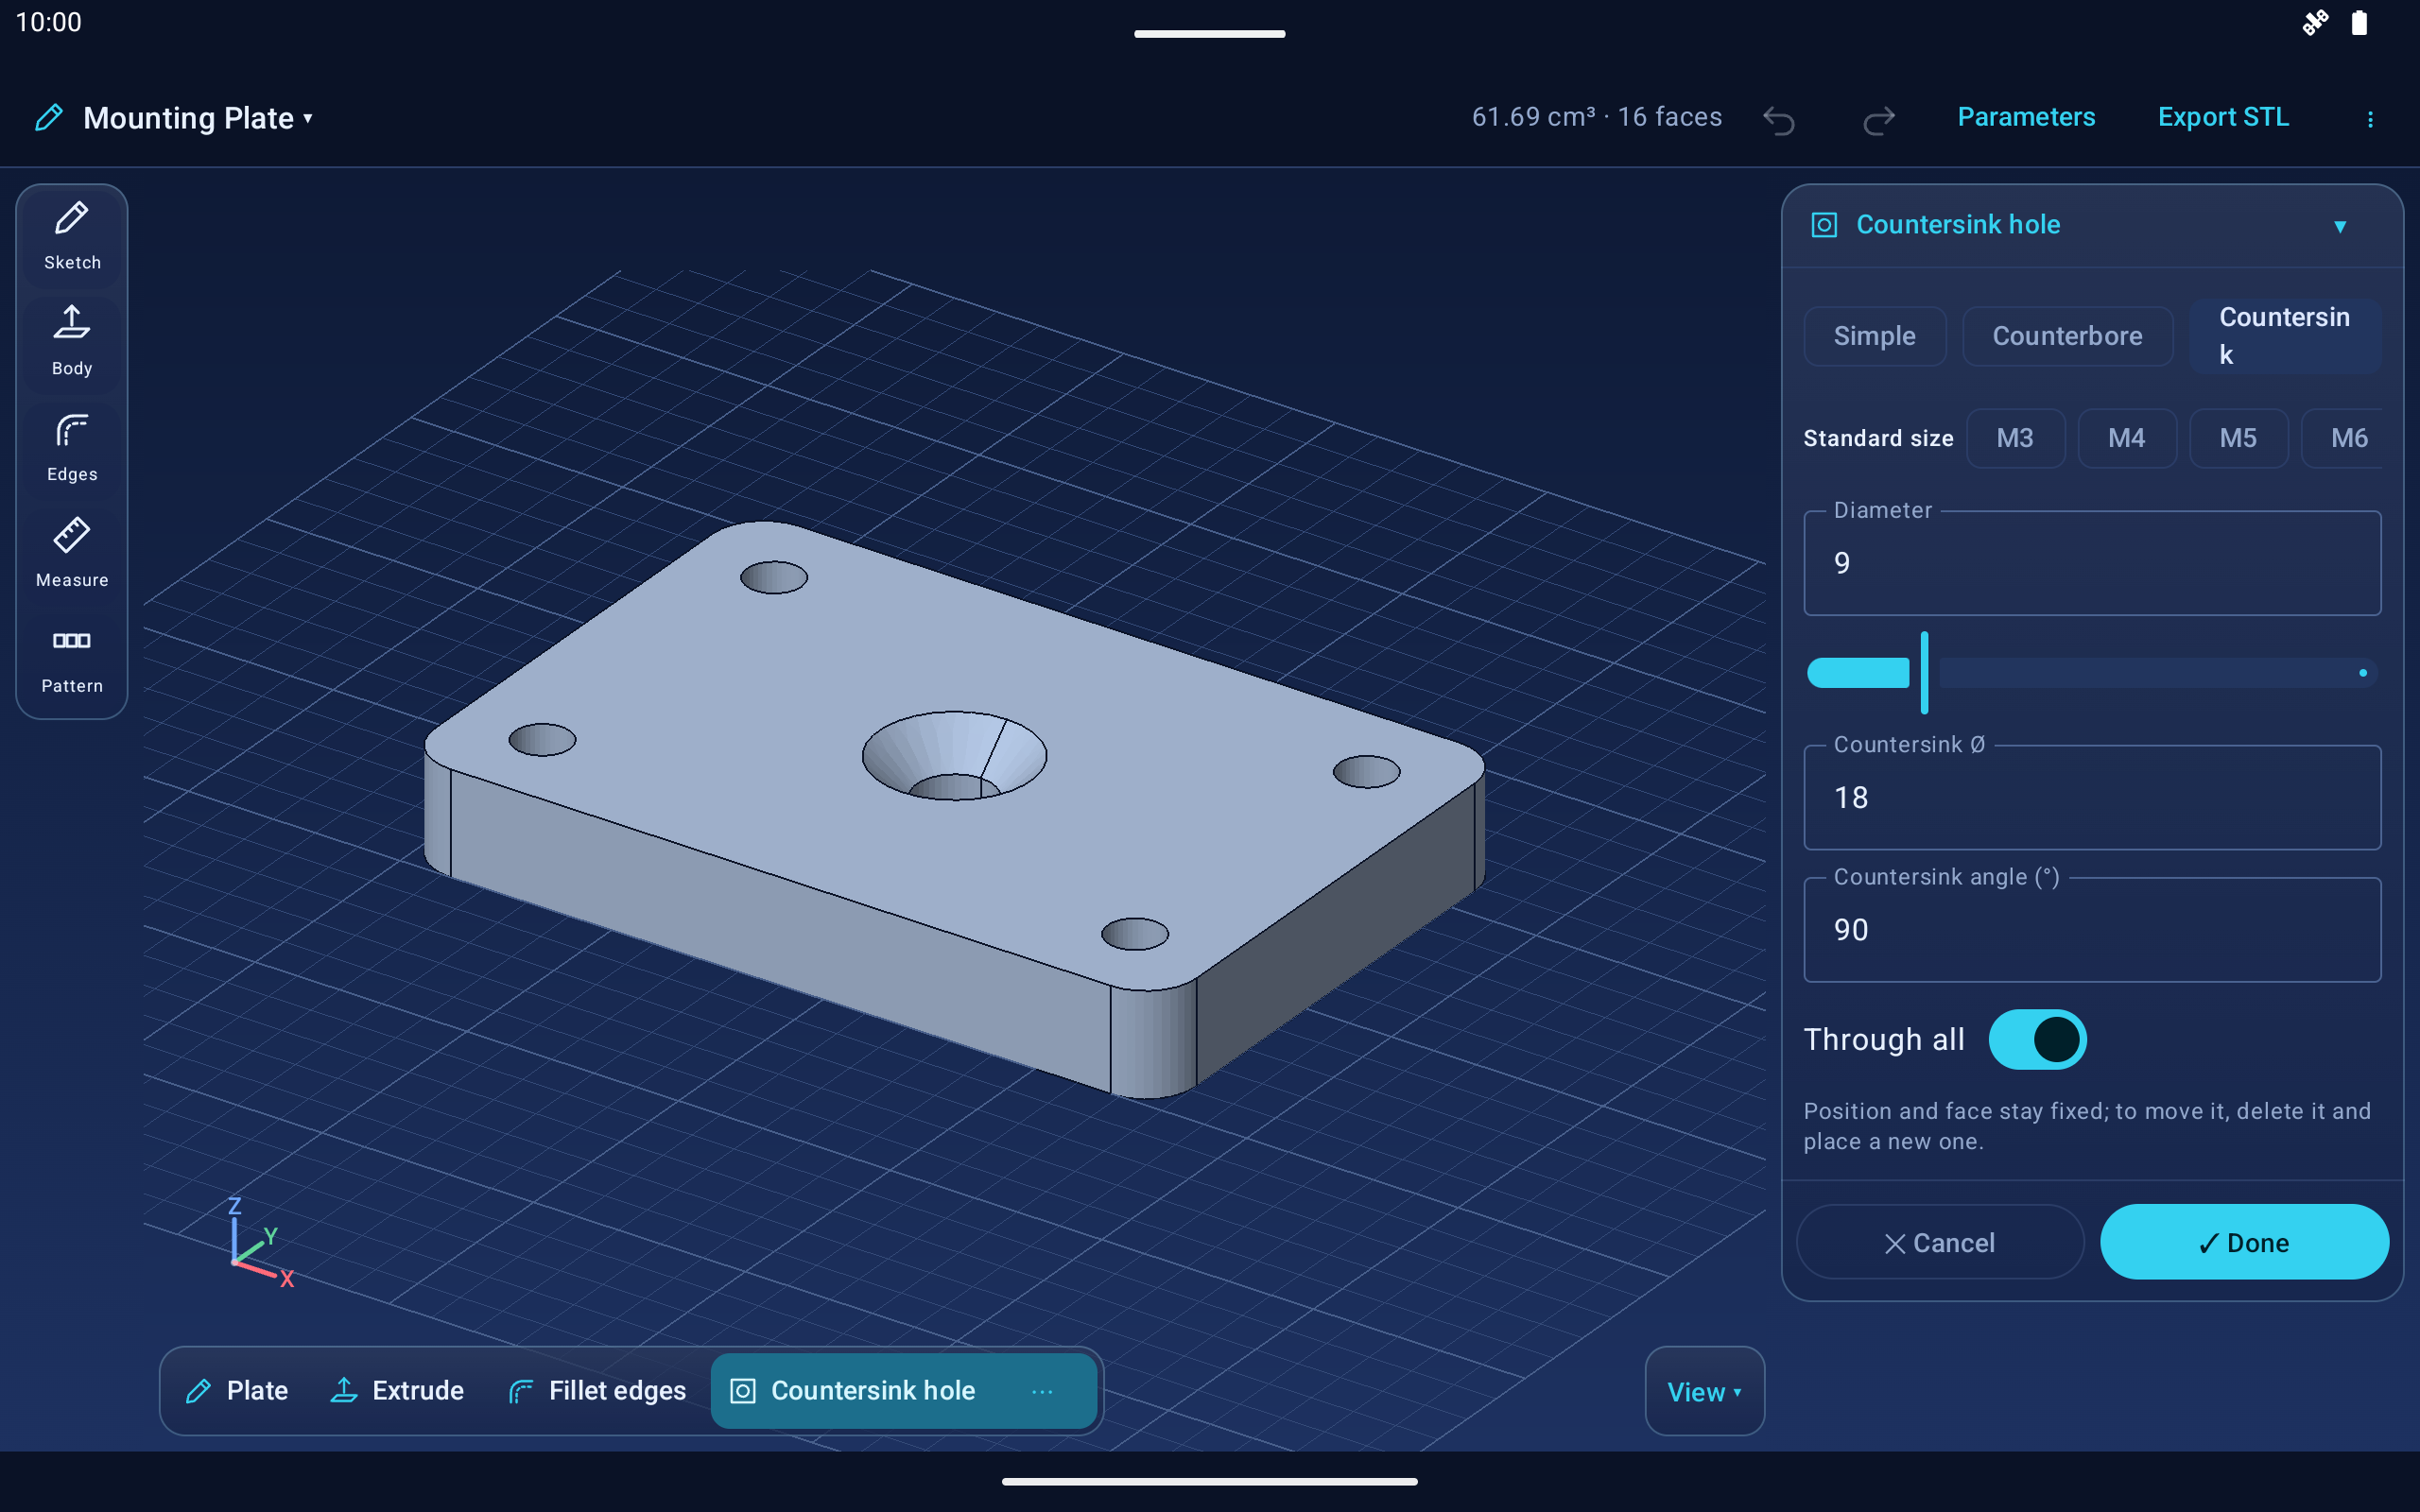 10:00
Mounting Plate ▾
61.69 cm³ · 16 faces
Parameters
Export STL
Sketch
Body
Edges
Measure
Pattern
Countersink hole ▼
Simple
Counterbore
Countersin
k
Standard size
M3
M4
M5
M6
Diameter
9
Countersink Ø
18
Countersink angle (°)
90
Through all
Position and face stay fixed; to move it, delete it and
place a new one.
Cancel
✓ Done
Z
Y
X
Plate
Extrude
Fillet edges
Countersink hole
...
View ▾